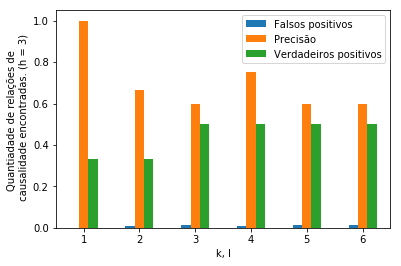 Quantiadade de relações de
causalidade encontradas. (h = 3)
1.0
0.8
0.6
0.4
0.2
0.0
Falsos positivos
Precisão
Verdadeiros positivos
1 2 3 4 5 6
k, l